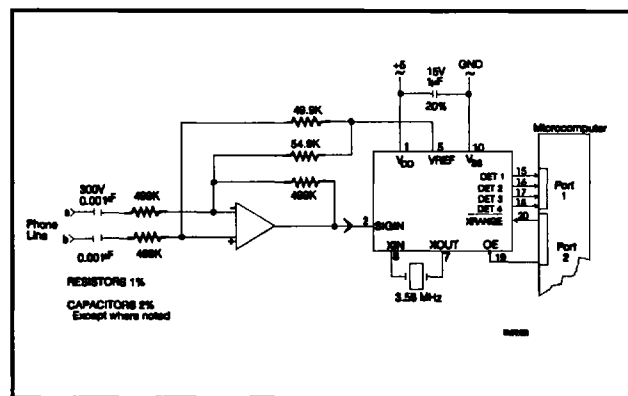 +5
GND
15V
1µF
20%
49.9K
54.9K
499K
1
5
10
VDD
VREF
VSS
Microcomputer
300V
0.001µF
499K
a
Phone
Line
b
0.001µF
499K
-
+
2
SIGIN
DET 1
15
DET 2
16
DET 3
17
DET 4
18
XRANGE
20
Port
1
Port
2
XIN
XOUT
OE
7
19
3.58 MHz
RESISTORS 1%
CAPACITORS 2%
Except where noted